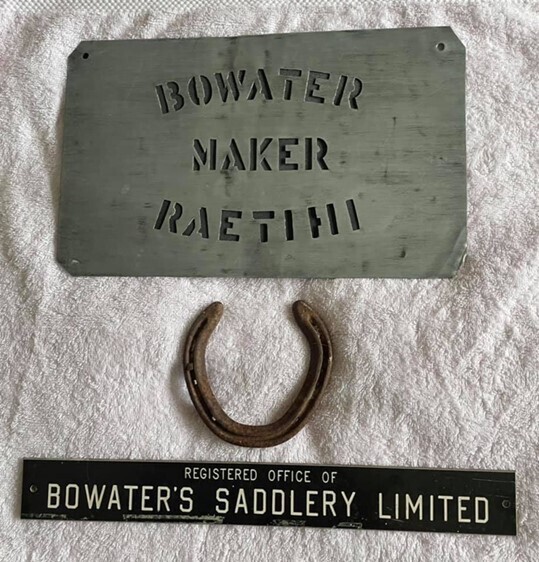 BOWATER
MAKER
RAETIHI
REGISTERED OFFICE OF
BOWATER'S SADDLERY LIMITED